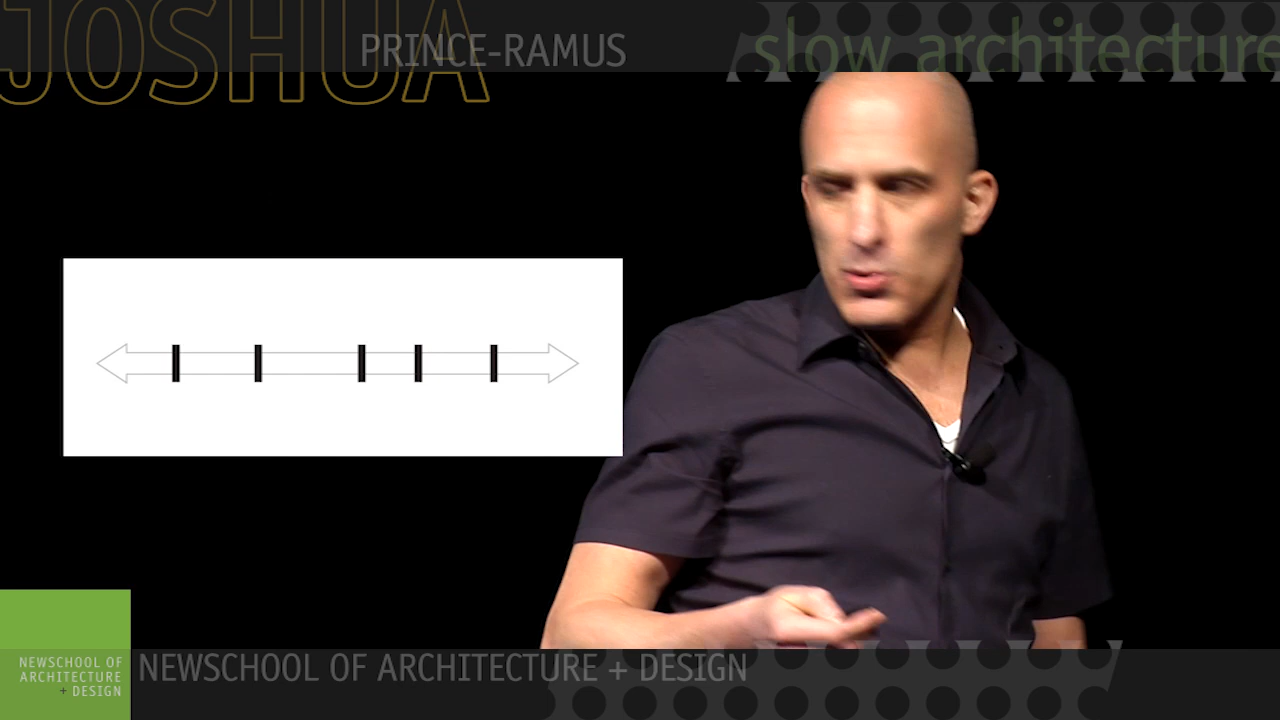 JOSHUA
PRINCE-RAMUS
slow architecture
NEWSCHOOL OF
ARCHITECTURE
+ DESIGN
NEWSCHOOL OF ARCHITECTURE + DESIGN